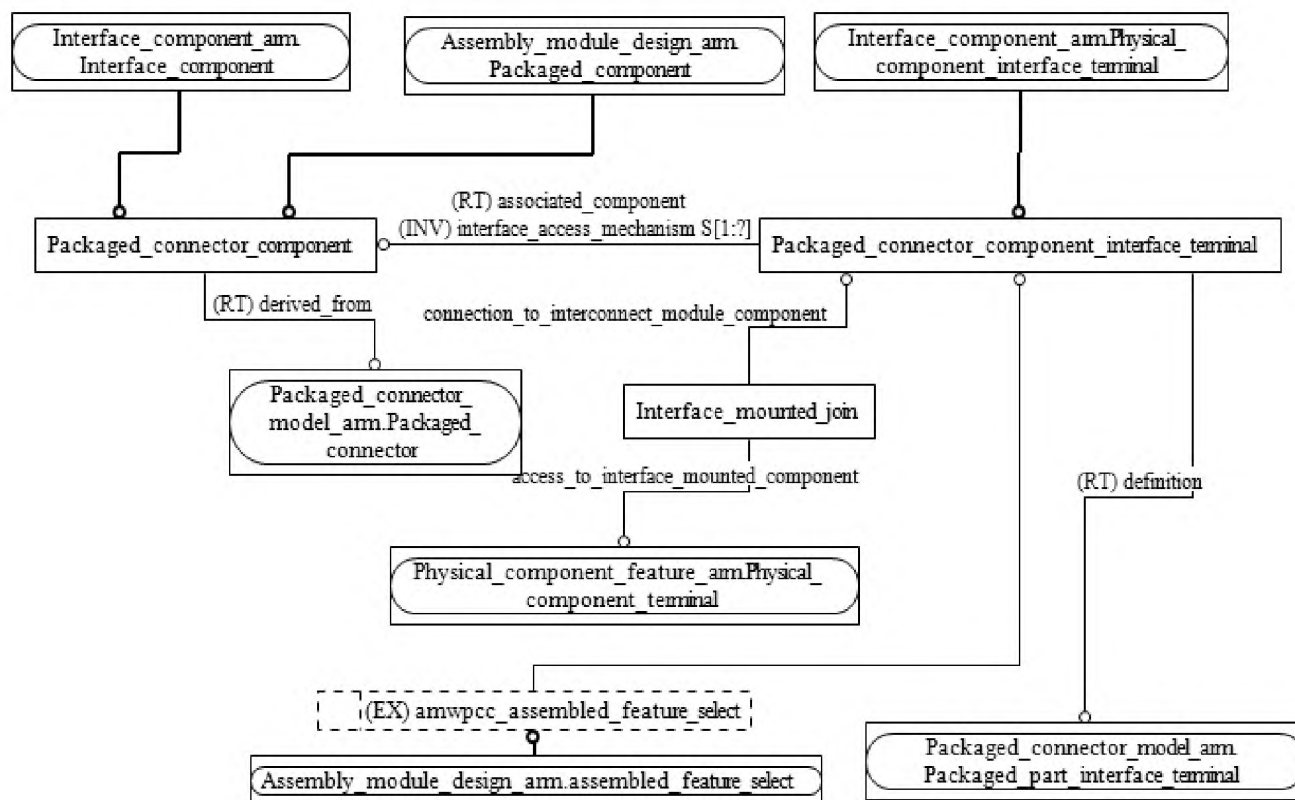 Interface_component_arm.
Interface_component
Assembly_module_design_arm.
Packaged_component
Interface_component_arm.Physical_
component_interface_terminal
(RT) associated_component
(INV) interface_access_mechanism S[1:?]
Packaged_connector_component
Packaged_connector_component_interface_terminal
(RT) derived_from
connection_to_interconnect_module_component
Packaged_connector_
model_arm.Packaged_
connector
Interface_mounted_join
access_to_interface_mounted_component
(RT) definition
Physical_component_feature_arm.Physical_
component_terminal
(EX) amwpcc_assembled_feature_select
Assembly_module_design_arm.assembled_feature_select
Packaged_connector_model_arm.
Packaged_part_interface_terminal